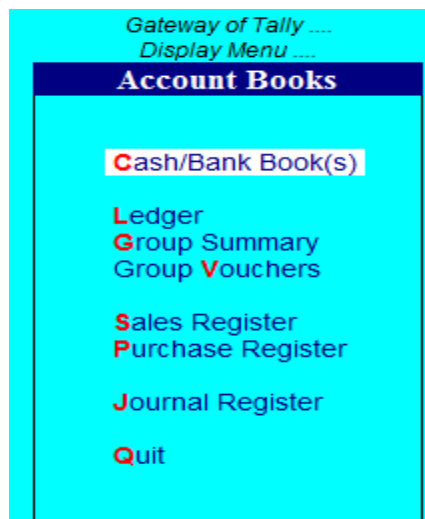 Gateway of Tally ....
Display Menu ....
Account Books
Cash/Bank Book(s)
Ledger
Group Summary
Group Vouchers
Sales Register
Purchase Register
Journal Register
Quit